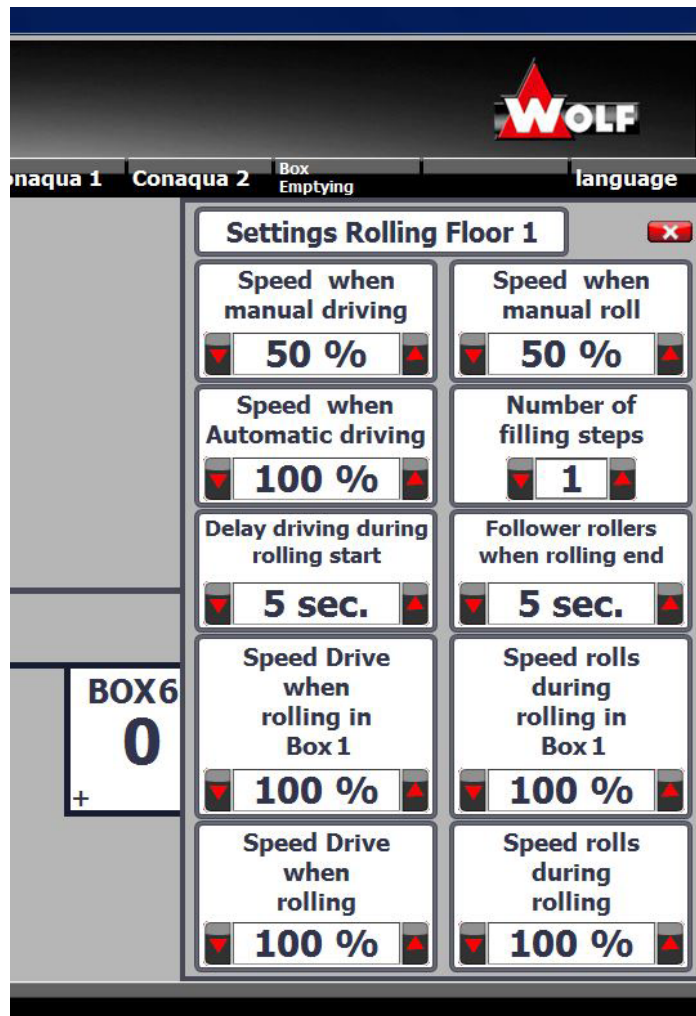 WOLF
onaqua 1 Conaqua 2 Box Emptying language
Settings Rolling Floor 1
X
Speed when
manual driving
50 %
Speed when
manual roll
50 %
Speed when
Automatic driving
100 %
Number of
filling steps
1
Delay driving during
rolling start
5 sec.
Follower rollers
when rolling end
5 sec.
BOX6
0
+
Speed Drive
when
rolling in
Box 1
100 %
Speed rolls
during
rolling in
Box 1
100 %
Speed Drive
when
rolling
100 %
Speed rolls
during
rolling
100 %